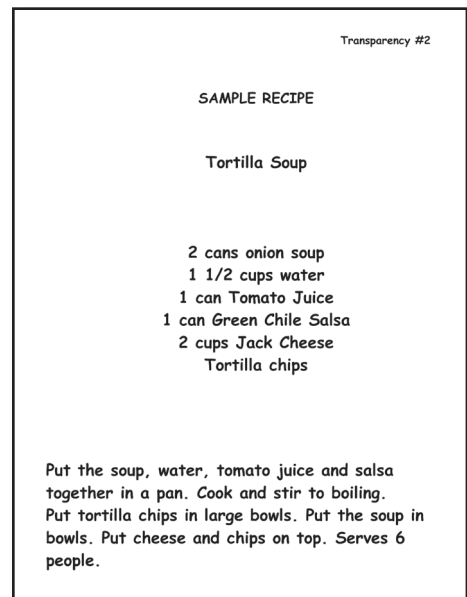 Transparency #2
SAMPLE RECIPE
Tortilla Soup
2 cans onion soup
1 1/2 cups water
1 can Tomato Juice
1 can Green Chile Salsa
2 cups Jack Cheese
Tortilla chips
Put the soup, water, tomato juice and salsa
together in a pan. Cook and stir to boiling.
Put tortilla chips in large bowls. Put the soup in
bowls. Put cheese and chips on top. Serves 6
people.